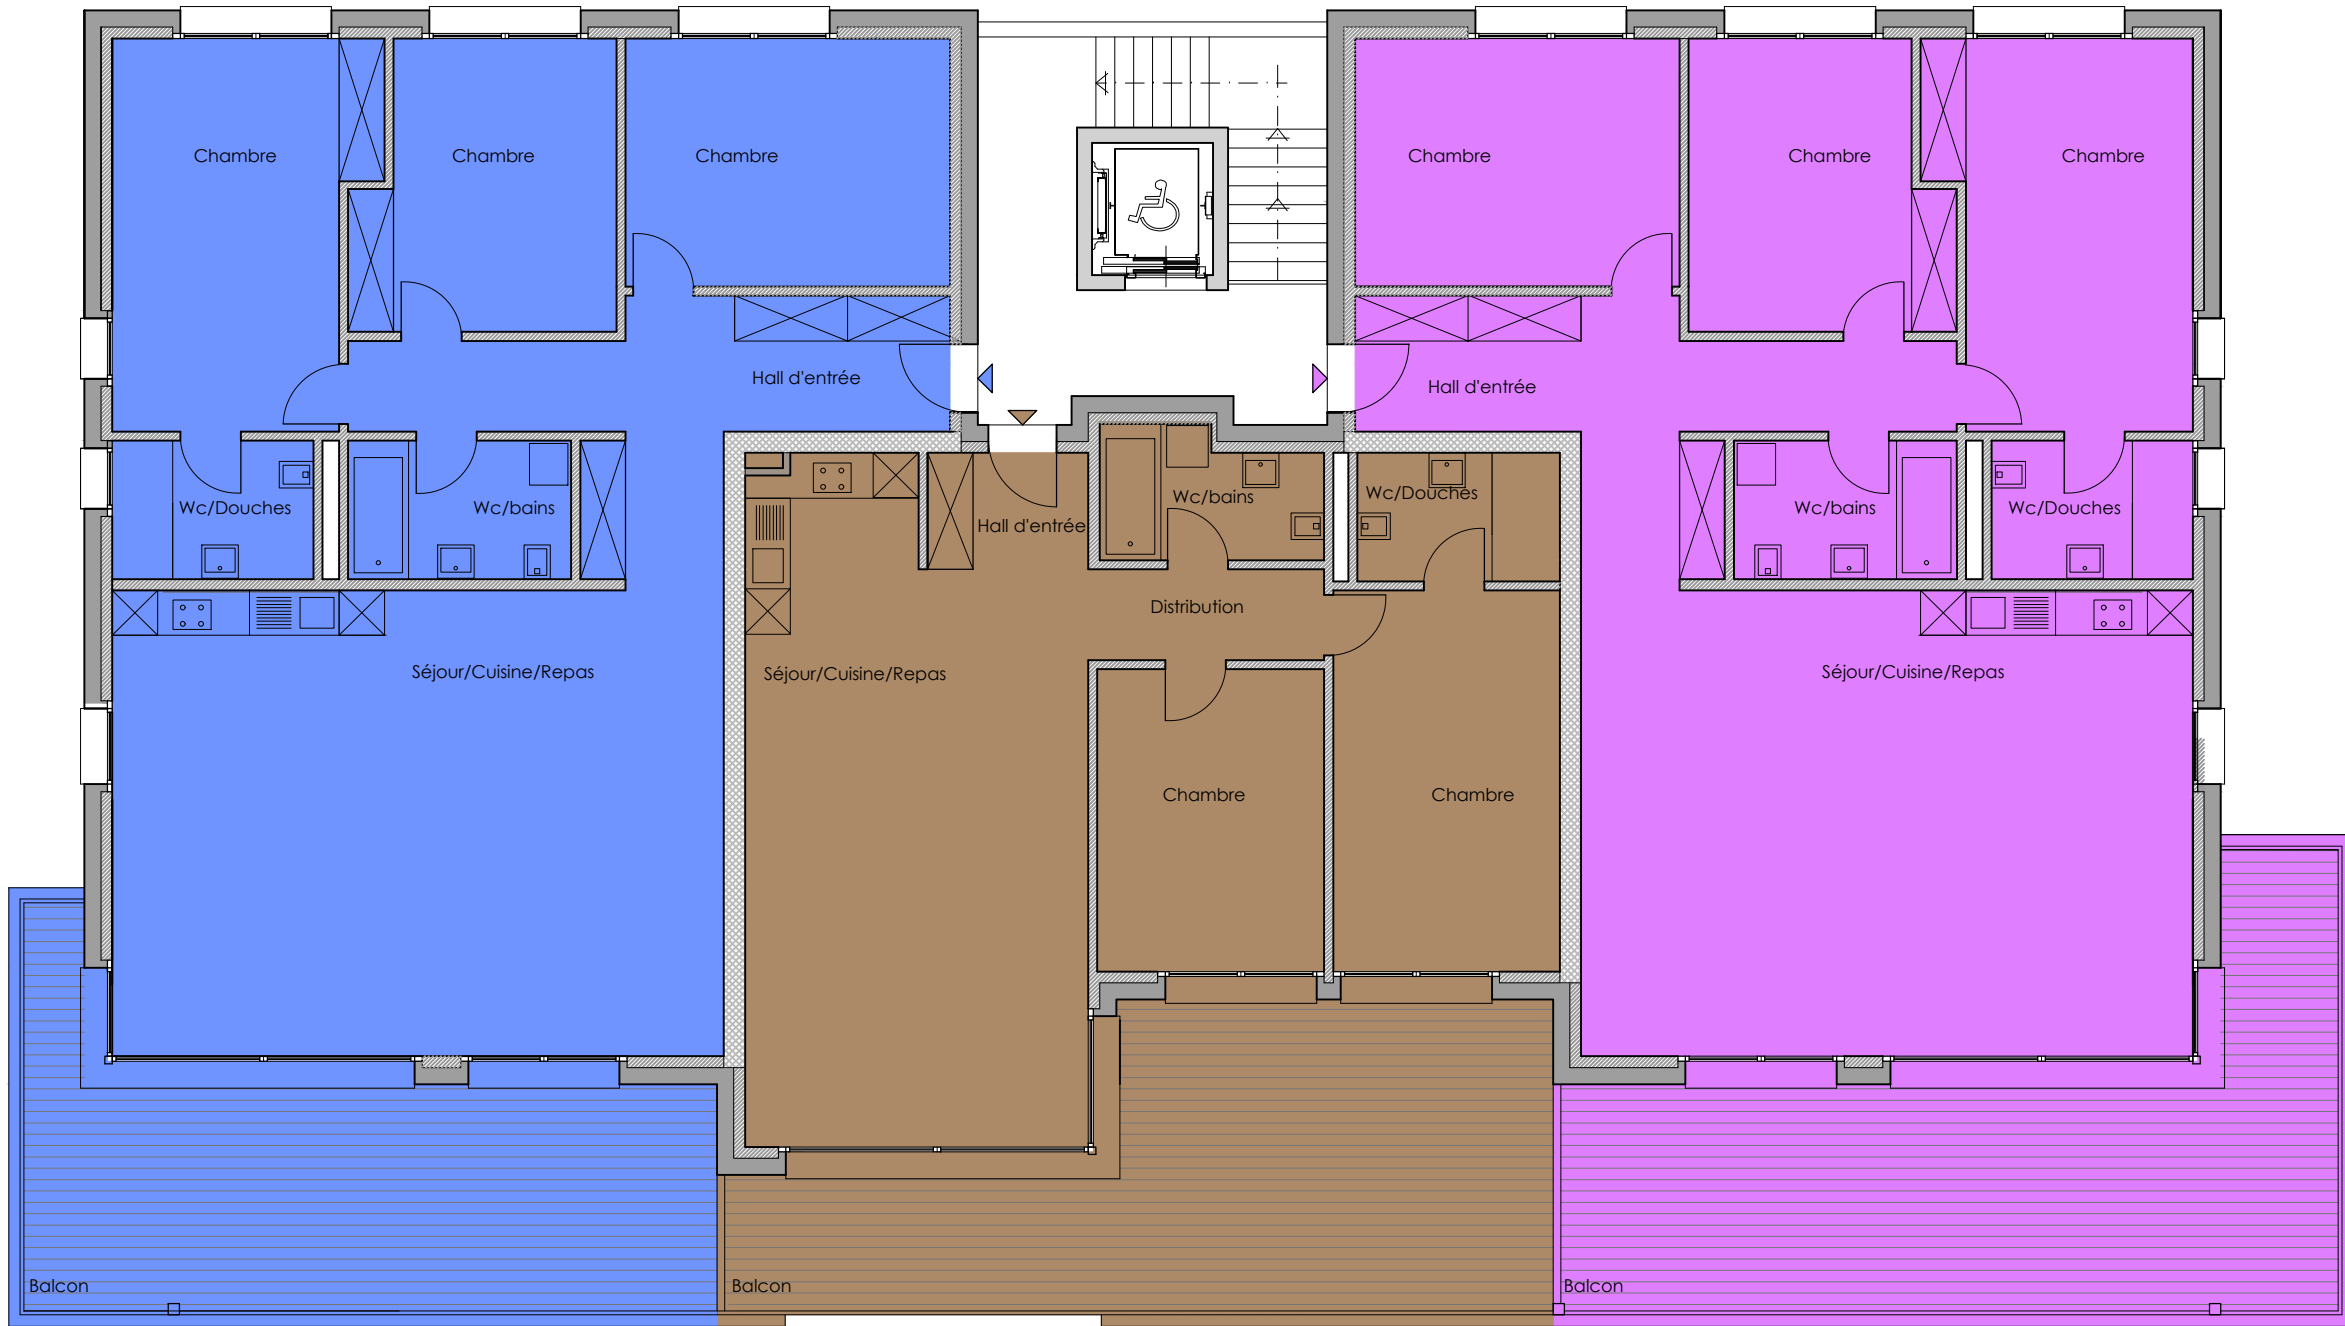 Chambre
Chambre
Chambre
Chambre
Chambre
Chambre
Hall d'entrée
Hall d'entrée
Wc/Douches
Wc/bains
Hall d'entrée
Wc/bains
Wc/Douches
Wc/bains
Wc/Douches
Distribution
Séjour/Cuisine/Repas
Séjour/Cuisine/Repas
Séjour/Cuisine/Repas
Chambre
Chambre
Balcon
Balcon
Balcon